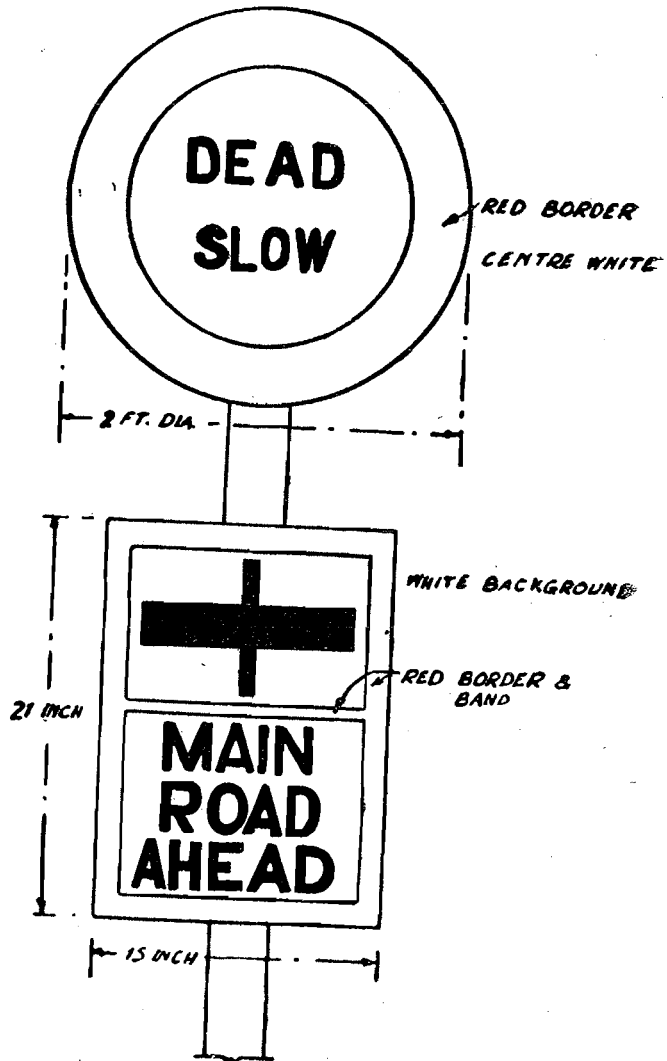 DEAD
SLOW
RED BORDER
CENTRE WHITE
2 FT. DIA
WHITE BACKGROUND
RED BORDER &
BAND
21 INCH
MAIN
ROAD
AHEAD
15 INCH